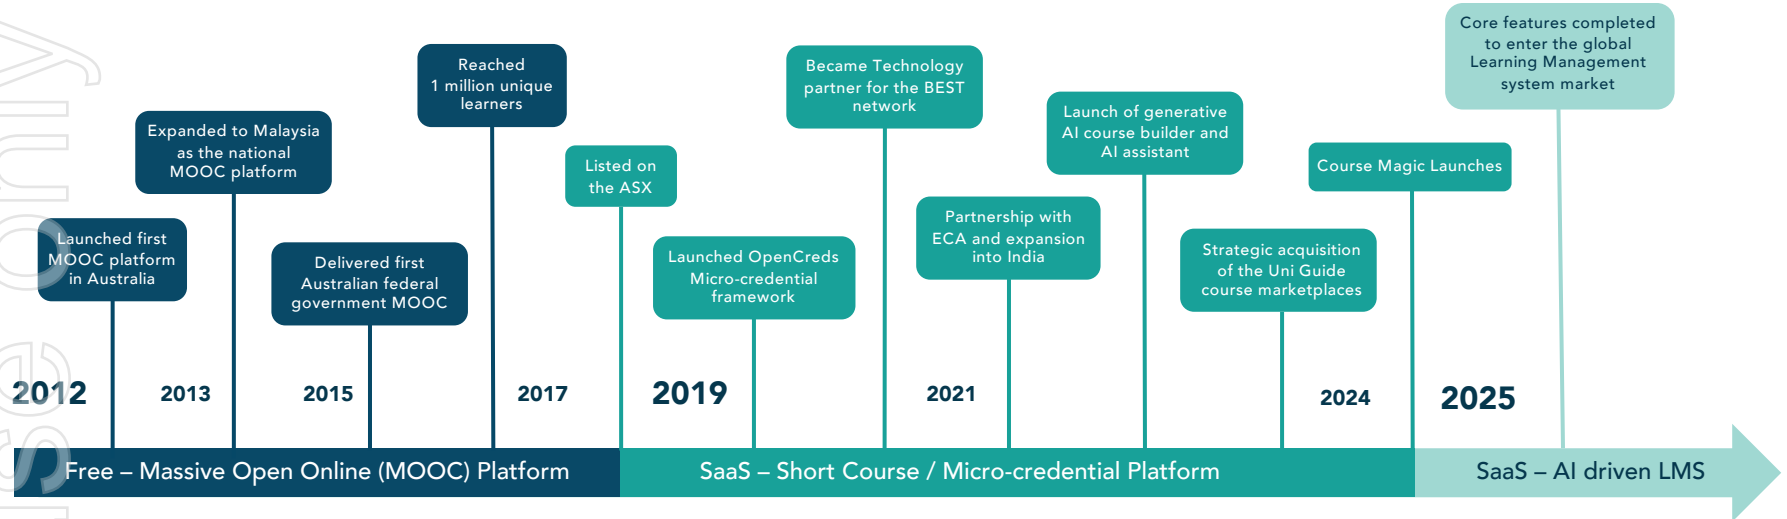 Core features completed
to enter the global
Learning Management
system market
Reached
1 million unique
learners
Became Technology
partner for the BEST
network
Launch of generative
AI course builder and
AI assistant
Expanded to Malaysia
as the national
MOOC platform
Listed on
the ASX
Course Magic Launches
Launched first
MOOC platform
in Australia
Delivered first
Australian federal
government MOOC
Launched OpenCreds
Micro-credential
framework
Partnership with
ECA and expansion
into India
Strategic acquisition
of the Uni Guide
course marketplaces
2012
2013
2015
2017
2019
2021
2024
2025
Free – Massive Open Online (MOOC) Platform
SaaS – Short Course / Micro-credential Platform
SaaS – AI driven LMS
use only